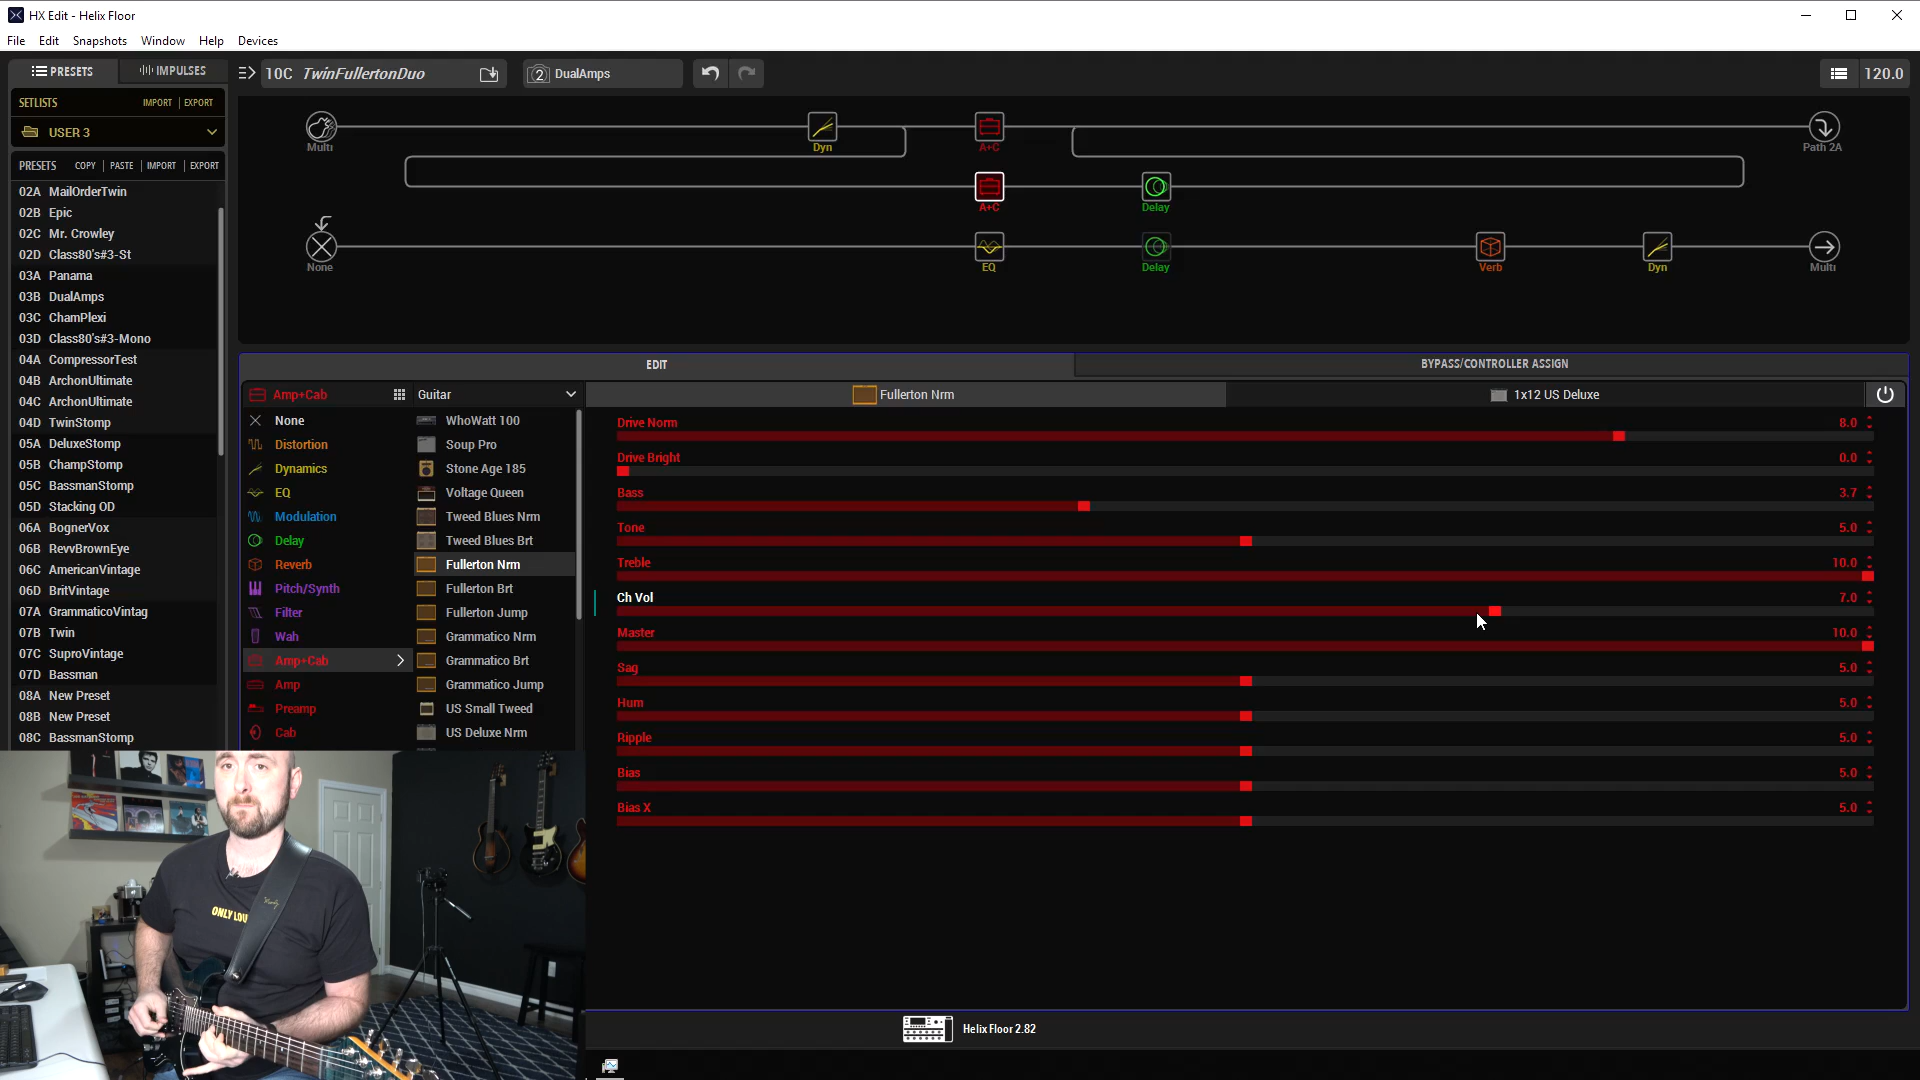 HX Edit - Helix Floor
File Edit Snapshots Window Help Devices
PRESETS IMPULSES
10C TwinFullertonDuo
2 DualAmps
120.0
SETLISTS IMPORT | EXPORT
USER 3
PRESETS COPY | PASTE | IMPORT | EXPORT
02A MailOrderTwin
02B Epic
02C Mr. Crowley
02D Class80's#3-St
03A Panama
03B DualAmps
03C ChamPlexi
03D Class80's#3-Mono
04A CompressorTest
04B ArchonUltimate
04C ArchonUltimate
04D TwinStomp
05A DeluxeStomp
05B ChampStomp
05C BassmanStomp
05D Stacking OD
06A BognerVox
06B RevvBrownEye
06C AmericanVintage
06D BritVintage
07A GrammaticoVintag
07B Twin
07C SuproVintage
07D Bassman
08A New Preset
08B New Preset
08C BassmanStomp
Multi
Dyn
A+C
Path 2A
A+C
Delay
None
EQ
Delay
Verb
Dyn
Multi
EDIT
BYPASS/CONTROLLER ASSIGN
Amp+Cab
Guitar
Fullerton Nrm
1x12 US Deluxe
None
Distortion
Dynamics
EQ
Modulation
Delay
Reverb
Pitch/Synth
Filter
Wah
Amp+Cab
Amp
Preamp
Cab
WhoWatt 100
Soup Pro
Stone Age 185
Voltage Queen
Tweed Blues Nrm
Tweed Blues Brt
Fullerton Nrm
Fullerton Brt
Fullerton Jump
Grammatico Nrm
Grammatico Brt
Grammatico Jump
US Small Tweed
US Deluxe Nrm
Drive Norm 8.0
Drive Bright 0.0
Bass 3.7
Tone 5.0
Treble 10.0
Ch Vol 7.0
Master 10.0
Sag 5.0
Hum 5.0
Ripple 5.0
Bias 5.0
Bias X 5.0
ONLY LOU
Helix Floor 2.82